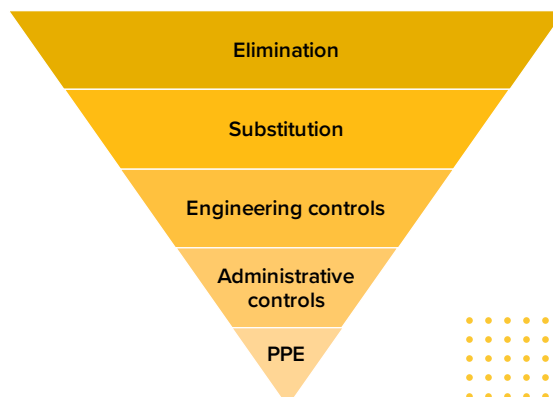 Elimination
Substitution
Engineering controls
Administrative
controls
PPE